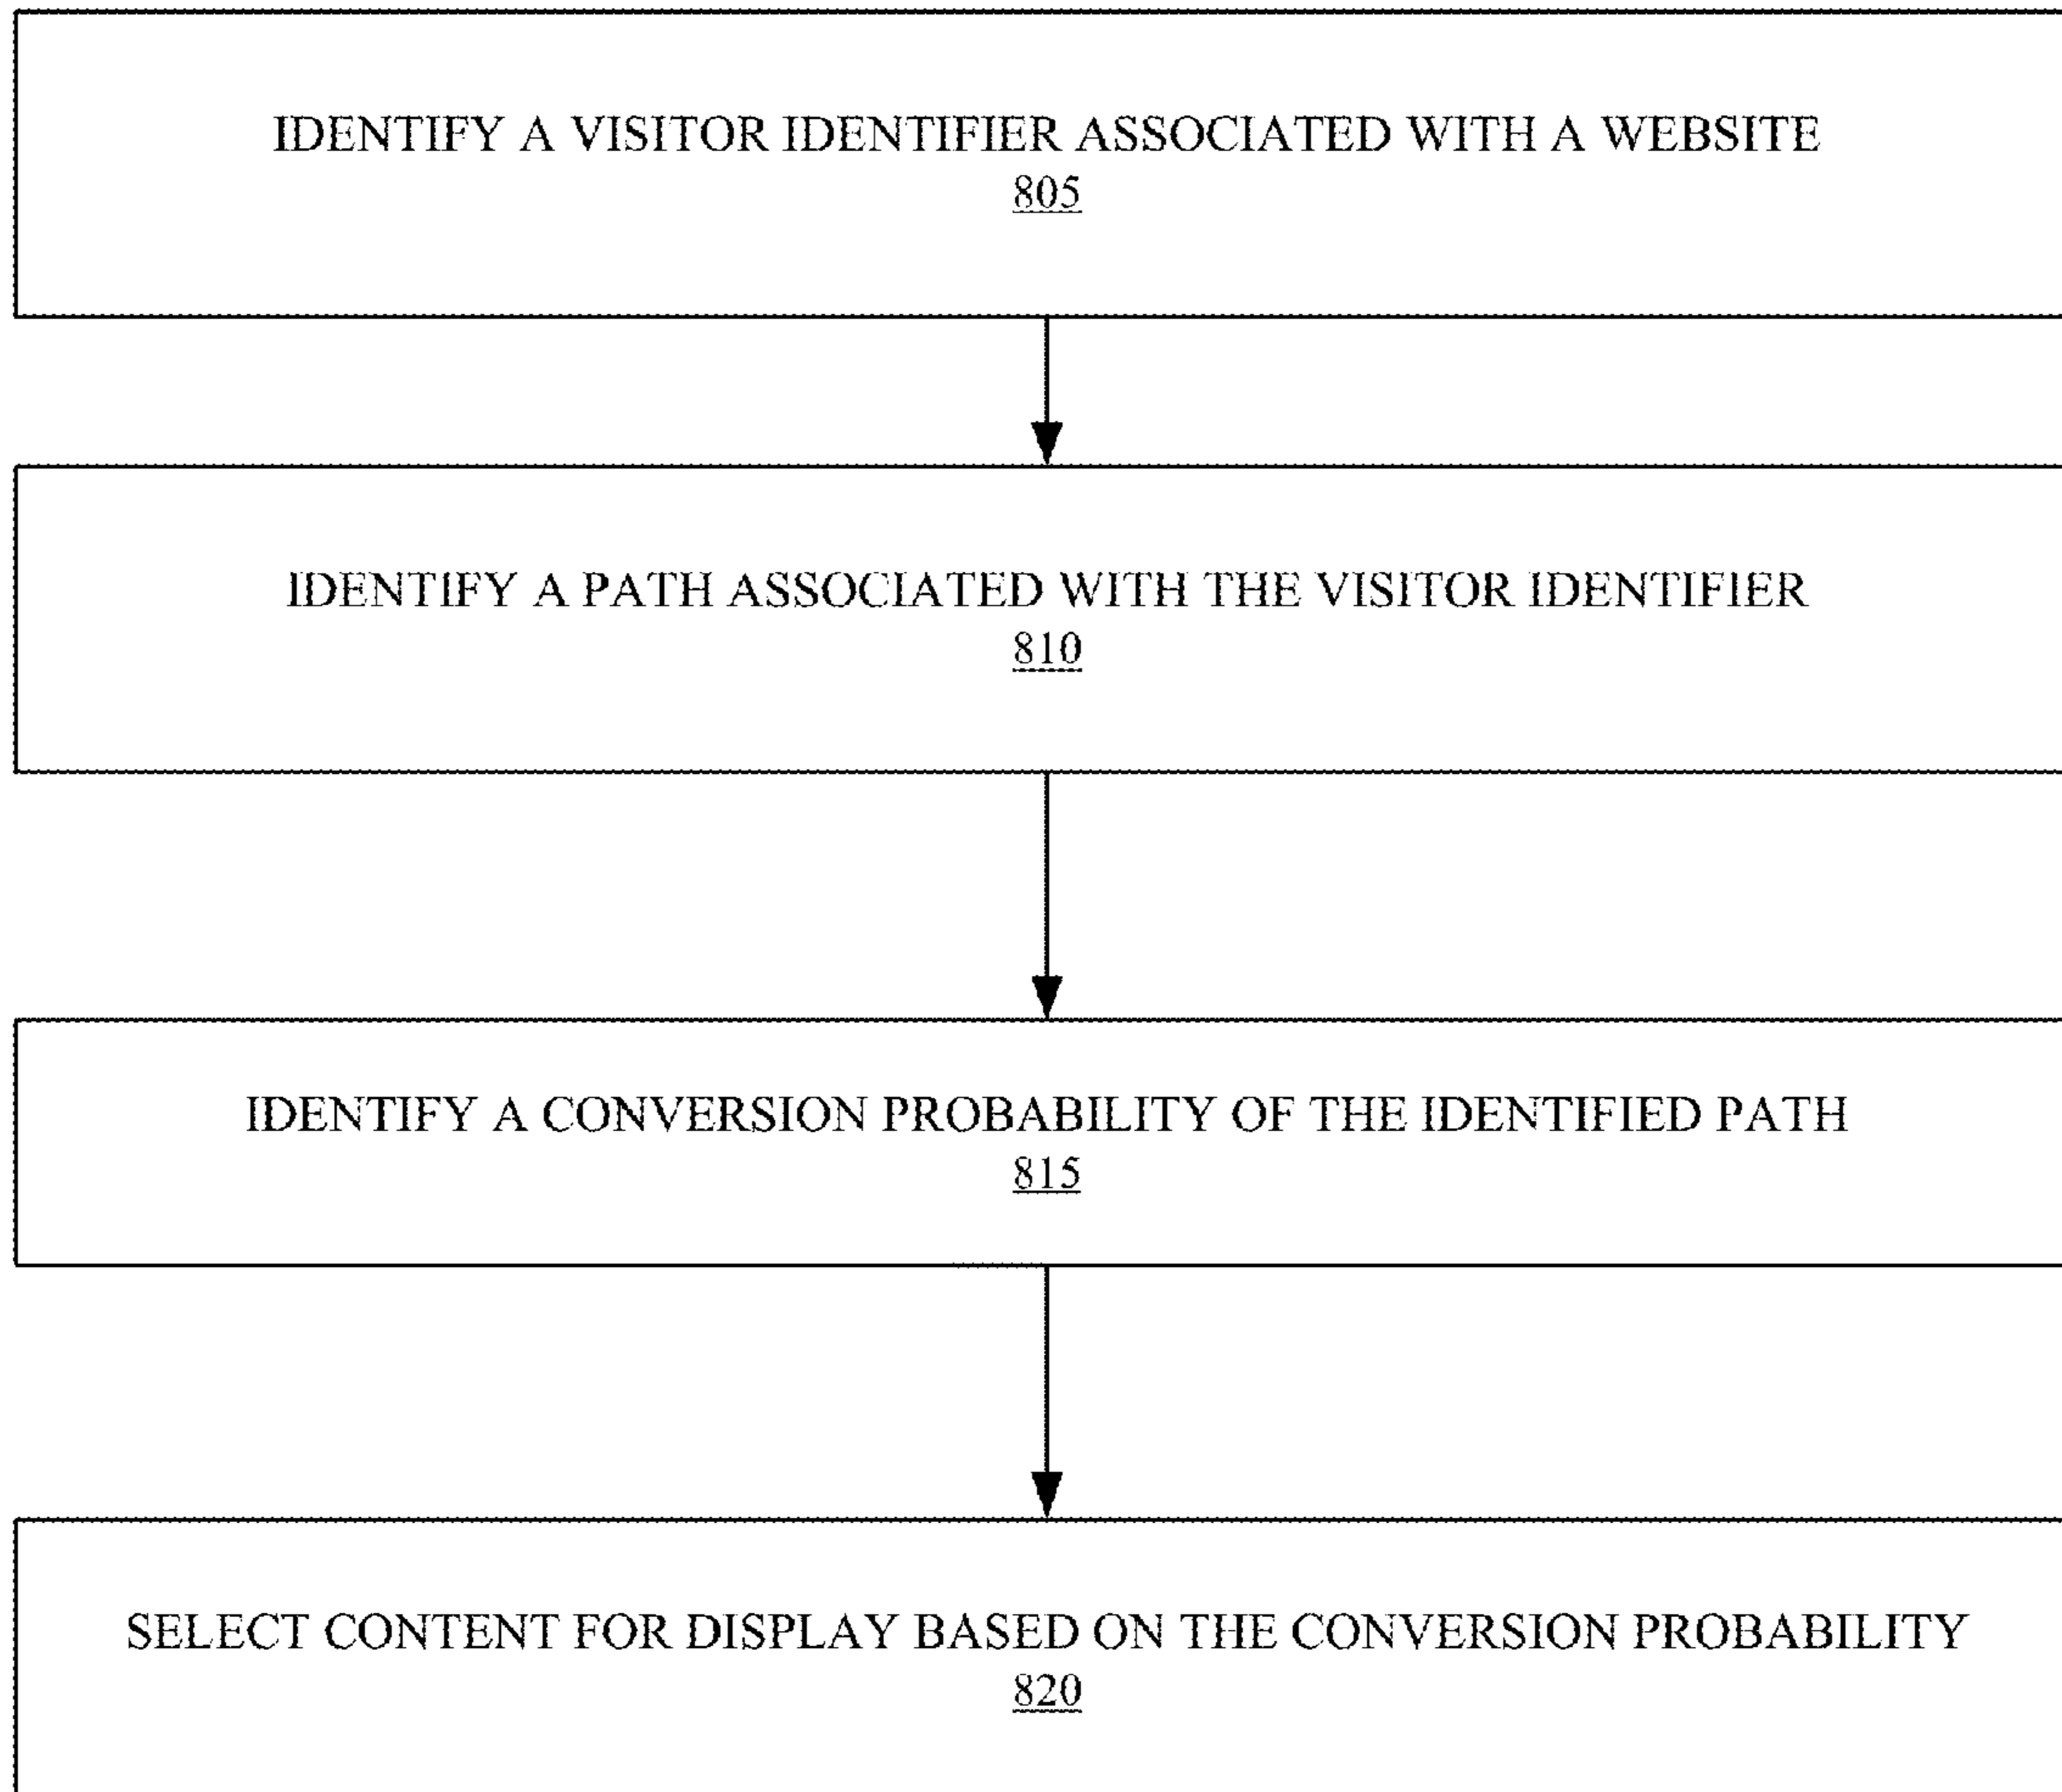 IDENTIFY A VISITOR IDENTIFIER ASSOCIATED WITH A WEBSITE
805
IDENTIFY A PATH ASSOCIATED WITH THE VISITOR IDENTIFIER
810
IDENTIFY A CONVERSION PROBABILITY OF THE IDENTIFIED PATH
815
SELECT CONTENT FOR DISPLAY BASED ON THE CONVERSION PROBABILITY
820